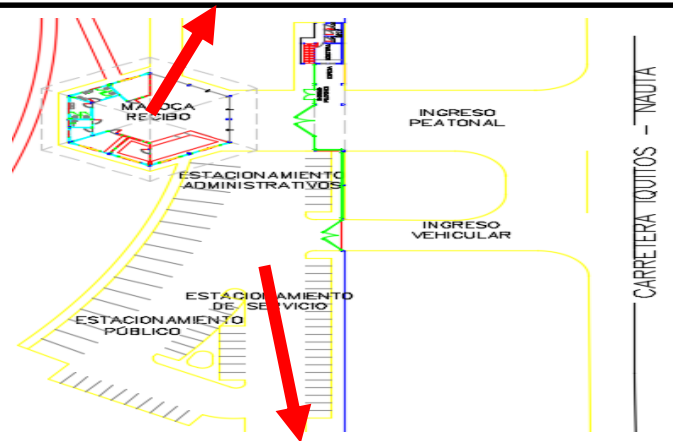 MALOCA
RECIBO
INGRESO
PEATONAL
ESTACIONAMIENTO
ADMINISTRATIVOS
INGRESO
VEHICULAR
ESTACIONAMIENTO
DE SERVICIO
ESTACIONAMIENTO
PÚBLICO
CARRETERA IQUITOS - NAUTA